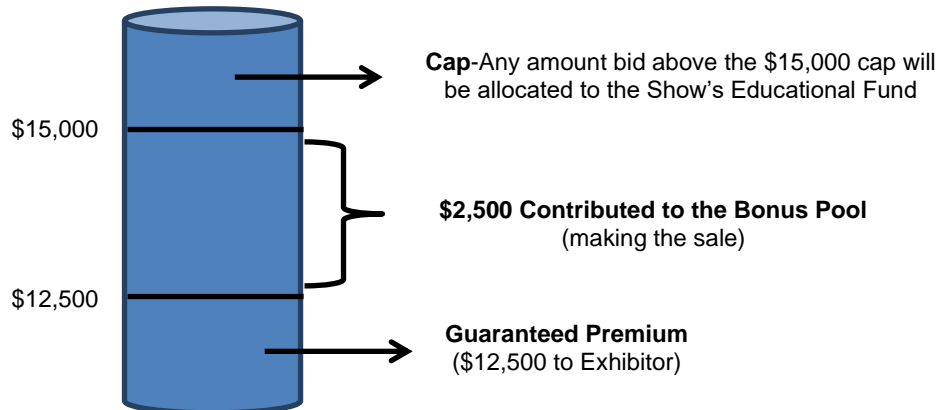 Cap-Any amount bid above the $15,000 cap will
be allocated to the Show's Educational Fund
$15,000
$2,500 Contributed to the Bonus Pool
(making the sale)
$12,500
Guaranteed Premium
($12,500 to Exhibitor)